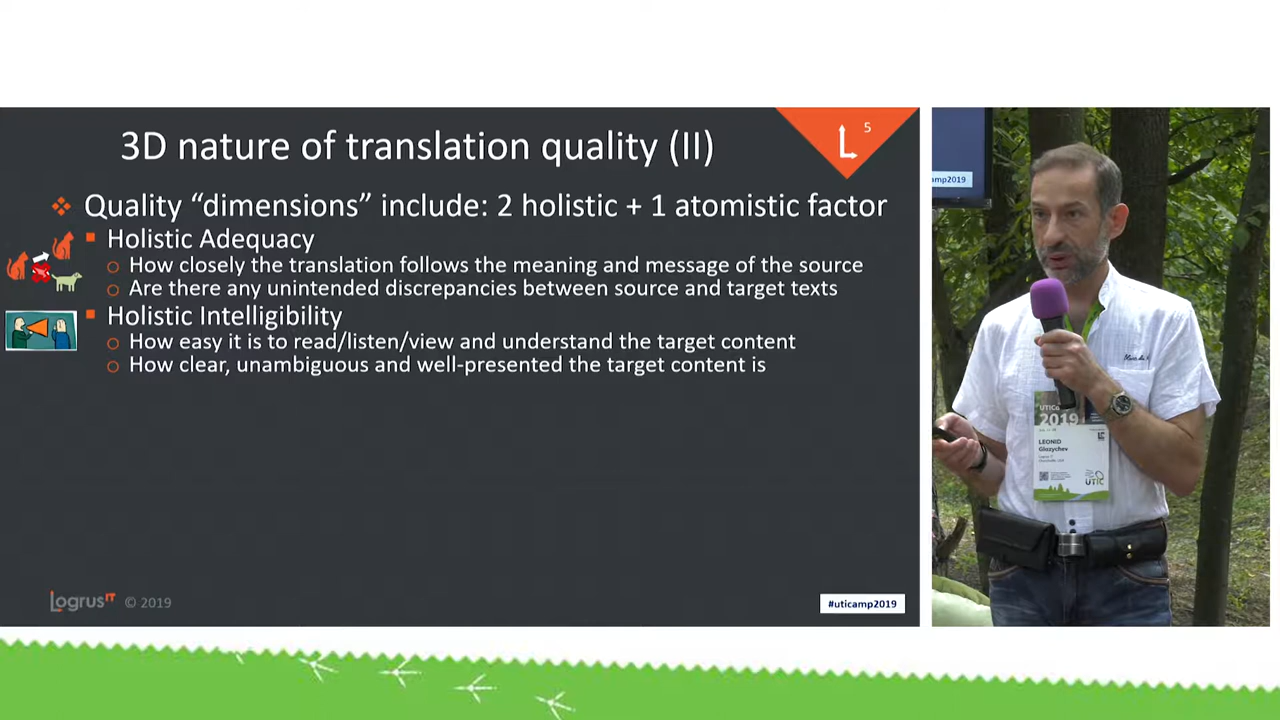 3D nature of translation quality (II)
5
Quality “dimensions” include: 2 holistic + 1 atomistic factor
Holistic Adequacy
How closely the translation follows the meaning and message of the source
Are there any unintended discrepancies between source and target texts
Holistic Intelligibility
How easy it is to read/listen/view and understand the target content
How clear, unambiguous and well-presented the target content is
LogrusIT © 2019
#uticamp2019
amp2019
2019
LEONID
Glazychev
UTIC